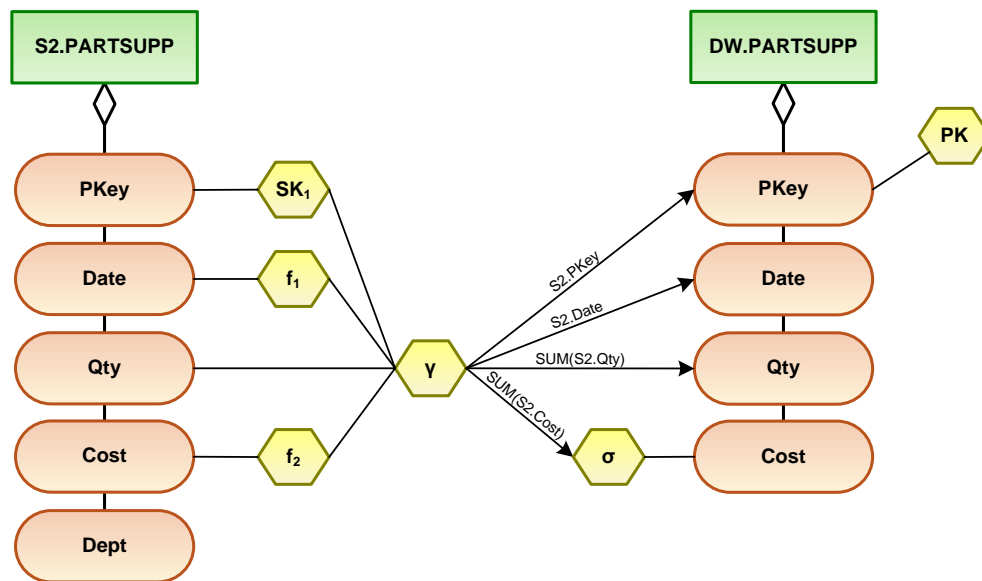 S2.PARTSUPP
DW.PARTSUPP
PK
PKey
SK₁
PKey
S2.PKey
Date
f₁
Date
S2.Date
Qty
γ
SUM(S2.Qty)
Qty
SUM(S2.Cost)
Cost
f₂
σ
Cost
Dept